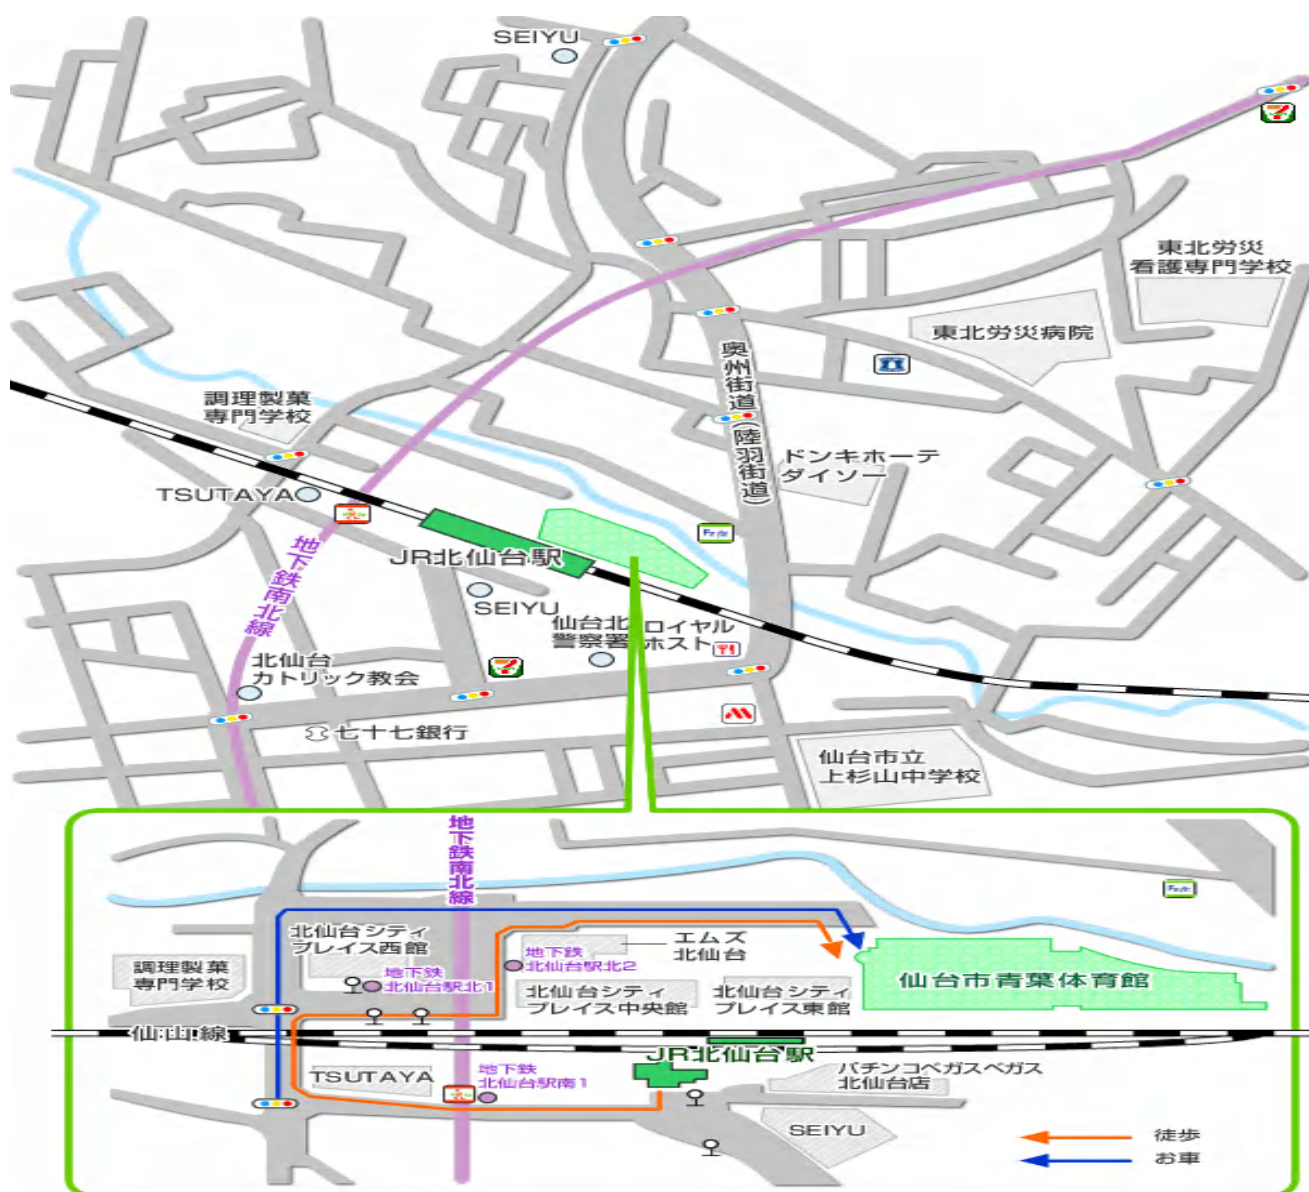 SEIYU
東北労災
看護専門学校
東北労災病院
奥州街道(陸羽街道)
調理製菓
専門学校
ドンキホーテ
ダイソー
TSUTAYA
JR北仙台駅
地下鉄南北線
SEIYU
仙台北
警察署
ロイヤル
ホスト
北仙台
カトリック教会
七十七銀行
仙台市立
上杉山中学校
地下鉄南北線
北仙台シティ
プレイス西館
エムズ
北仙台
地下鉄
北仙台駅北2
調理製菓
専門学校
地下鉄
北仙台駅北1
北仙台シティ
プレイス中央館
北仙台シティ
プレイス東館
仙台市青葉体育館
仙山線
JR北仙台駅
TSUTAYA
地下鉄
北仙台駅南1
パチンコベガスベガス
北仙台店
SEIYU
徒歩
お車